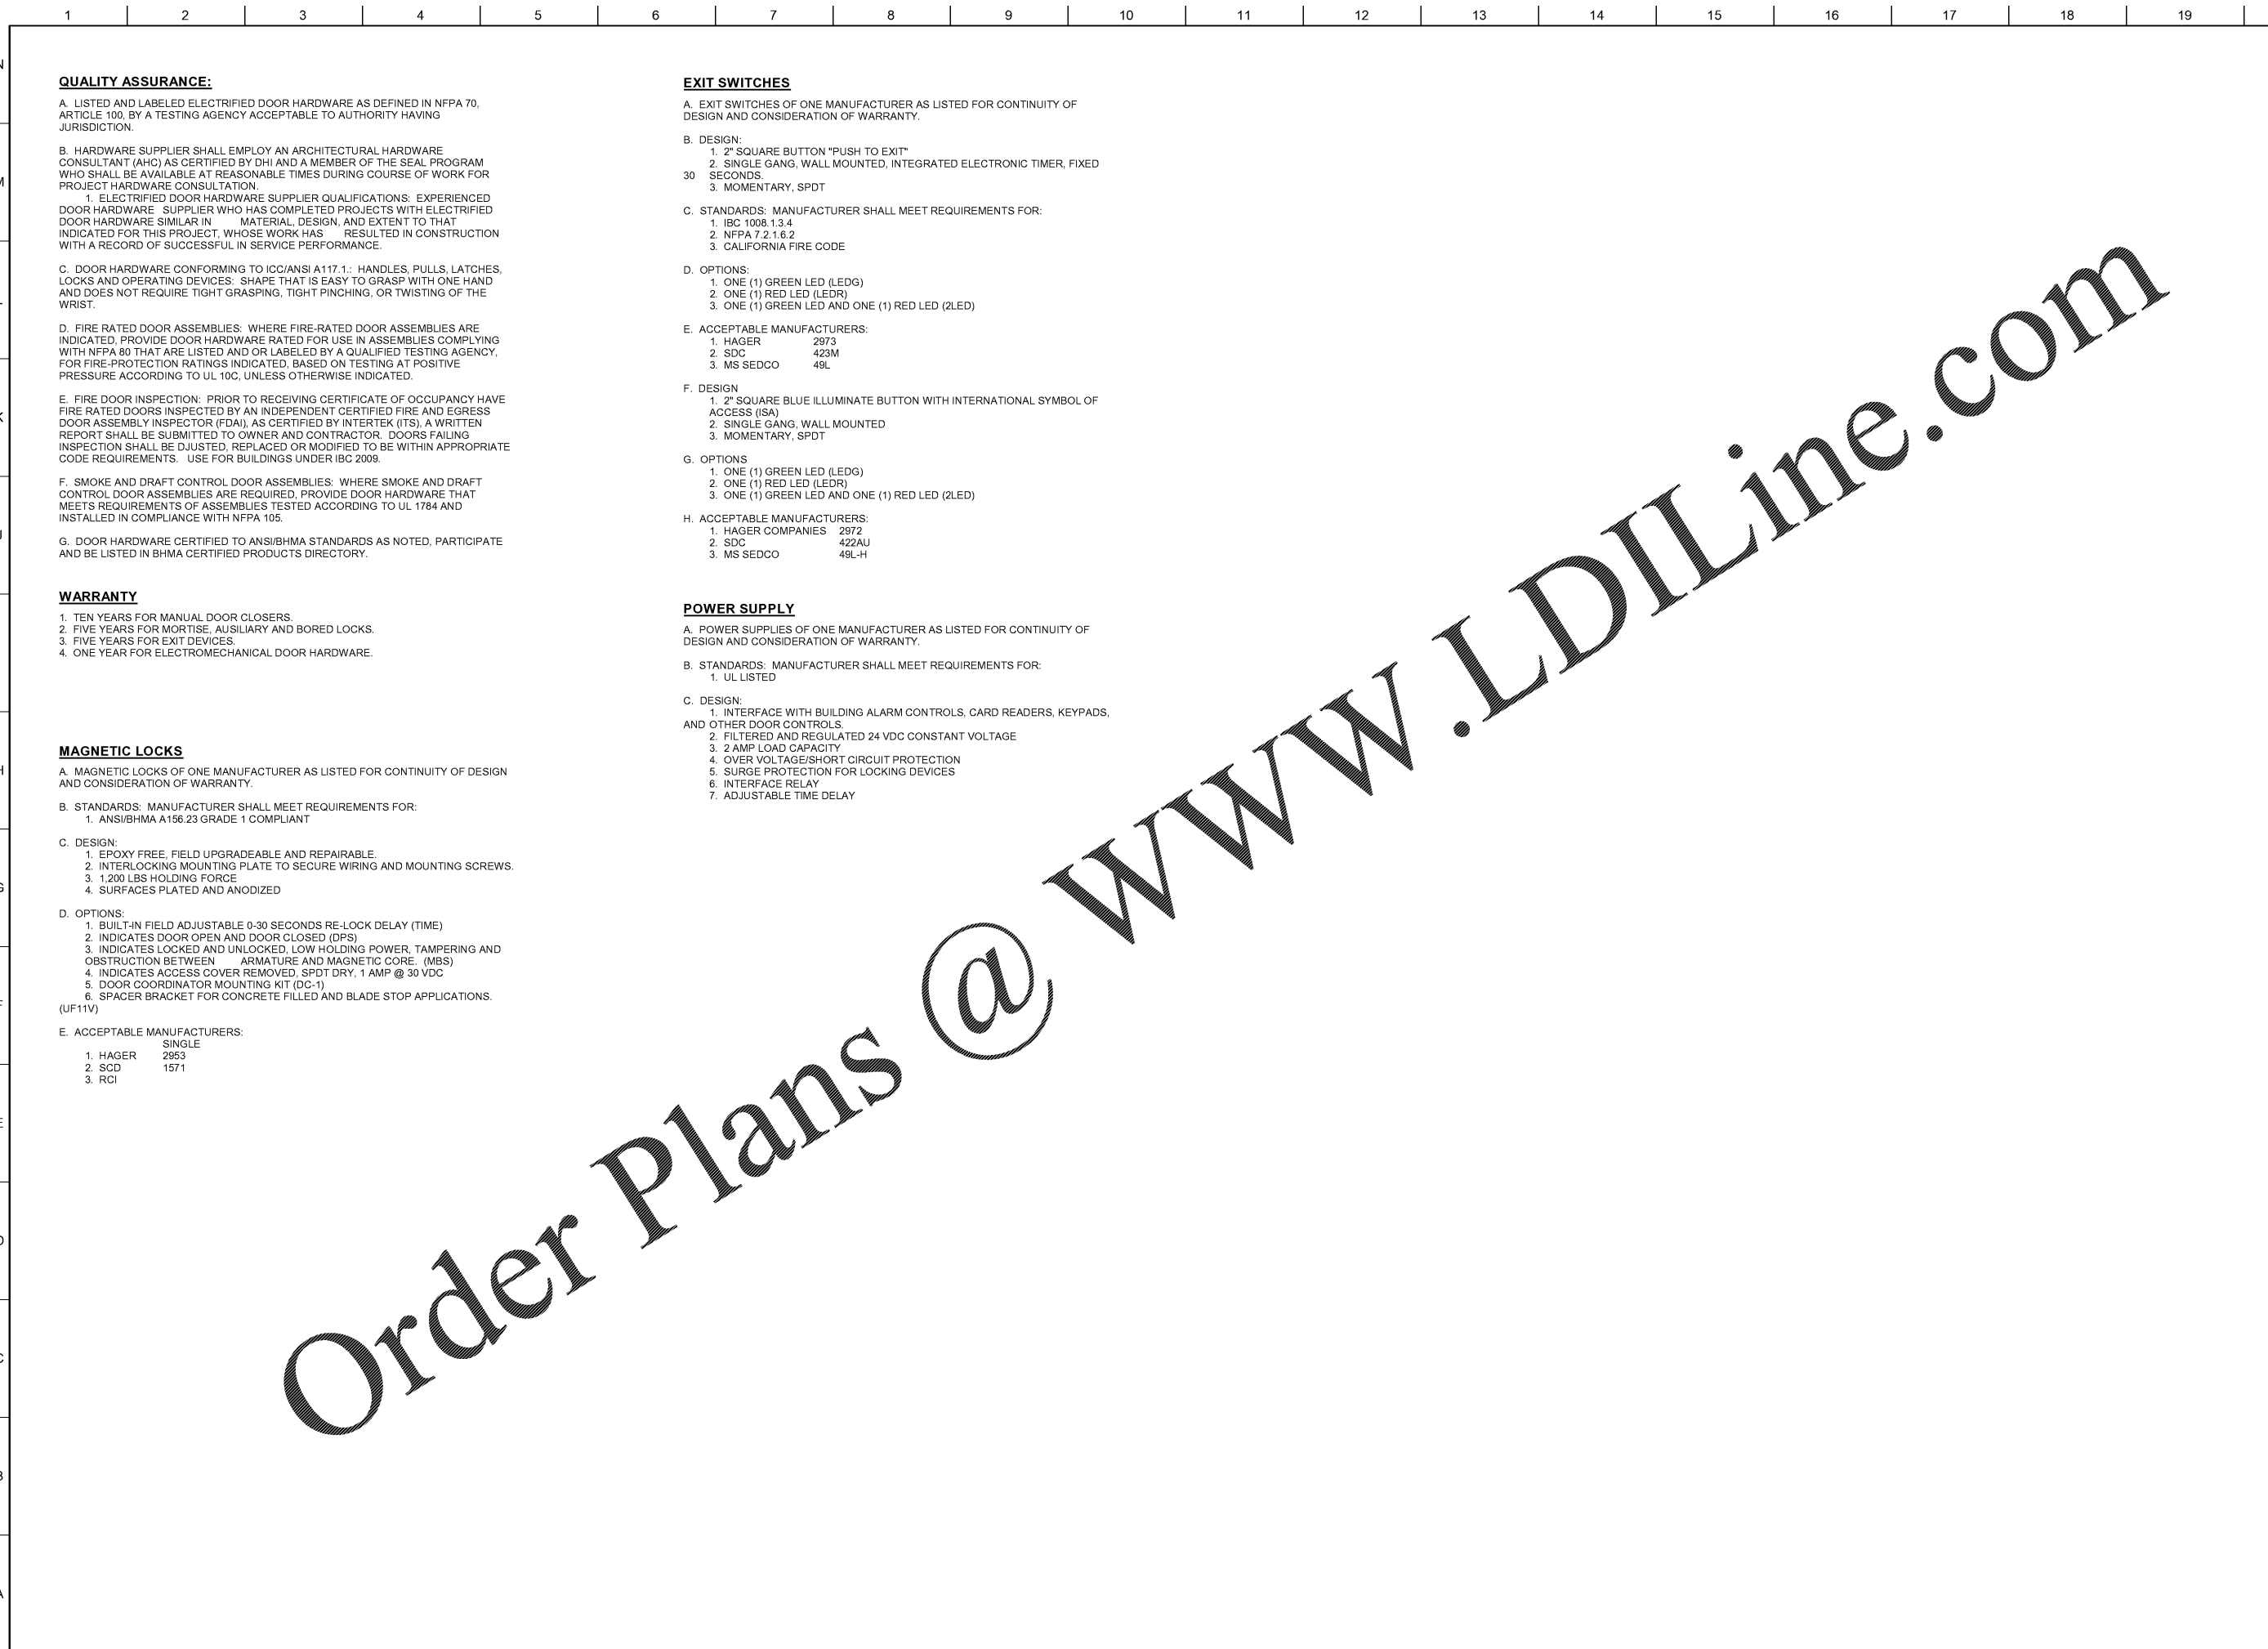 1 2 3 4 5 6 7 8 9 10 11 12 13 14 15 16 17 18 19
QUALITY ASSURANCE:
A. LISTED AND LABELED ELECTRIFIED DOOR HARDWARE AS DEFINED IN NFPA 70,
ARTICLE 100, BY A TESTING AGENCY ACCEPTABLE TO AUTHORITY HAVING
JURISDICTION.
B. HARDWARE SUPPLIER SHALL EMPLOY AN ARCHITECTURAL HARDWARE
CONSULTANT (AHC) AS CERTIFIED BY DHI AND A MEMBER OF THE SEAL PROGRAM
WHO SHALL BE AVAILABLE AT REASONABLE TIMES DURING COURSE OF WORK FOR
PROJECT HARDWARE CONSULTATION.
1. ELECTRIFIED DOOR HARDWARE SUPPLIER QUALIFICATIONS: EXPERIENCED
DOOR HARDWARE SUPPLIER WHO HAS COMPLETED PROJECTS WITH ELECTRIFIED
DOOR HARDWARE SIMILAR IN MATERIAL, DESIGN, AND EXTENT TO THAT
INDICATED FOR THIS PROJECT, WHOSE WORK HAS RESULTED IN CONSTRUCTION
WITH A RECORD OF SUCCESSFUL IN SERVICE PERFORMANCE.
C. DOOR HARDWARE CONFORMING TO ICC/ANSI A117.1.: HANDLES, PULLS, LATCHES,
LOCKS AND OPERATING DEVICES: SHAPE THAT IS EASY TO GRASP WITH ONE HAND
AND DOES NOT REQUIRE TIGHT GRASPING, TIGHT PINCHING, OR TWISTING OF THE
WRIST.
D. FIRE RATED DOOR ASSEMBLIES: WHERE FIRE-RATED DOOR ASSEMBLIES ARE
INDICATED, PROVIDE DOOR HARDWARE RATED FOR USE IN ASSEMBLIES COMPLYING
WITH NFPA 80 THAT ARE LISTED AND OR LABELED BY A QUALIFIED TESTING AGENCY,
FOR FIRE-PROTECTION RATINGS INDICATED, BASED ON TESTING AT POSITIVE
PRESSURE ACCORDING TO UL 10C, UNLESS OTHERWISE INDICATED.
E. FIRE DOOR INSPECTION: PRIOR TO RECEIVING CERTIFICATE OF OCCUPANCY HAVE
FIRE RATED DOORS INSPECTED BY AN INDEPENDENT CERTIFIED FIRE AND EGRESS
DOOR ASSEMBLY INSPECTOR (FDAI), AS CERTIFIED BY INTERTEK (ITS), A WRITTEN
REPORT SHALL BE SUBMITTED TO OWNER AND CONTRACTOR. DOORS FAILING
INSPECTION SHALL BE DJUSTED, REPLACED OR MODIFIED TO BE WITHIN APPROPRIATE
CODE REQUIREMENTS. USE FOR BUILDINGS UNDER IBC 2009.
F. SMOKE AND DRAFT CONTROL DOOR ASSEMBLIES: WHERE SMOKE AND DRAFT
CONTROL DOOR ASSEMBLIES ARE REQUIRED, PROVIDE DOOR HARDWARE THAT
MEETS REQUIREMENTS OF ASSEMBLIES TESTED ACCORDING TO UL 1784 AND
INSTALLED IN COMPLIANCE WITH NFPA 105.
G. DOOR HARDWARE CERTIFIED TO ANSI/BHMA STANDARDS AS NOTED, PARTICIPATE
AND BE LISTED IN BHMA CERTIFIED PRODUCTS DIRECTORY.
WARRANTY
1. TEN YEARS FOR MANUAL DOOR CLOSERS.
2. FIVE YEARS FOR MORTISE, AUSILIARY AND BORED LOCKS.
3. FIVE YEARS FOR EXIT DEVICES.
4. ONE YEAR FOR ELECTROMECHANICAL DOOR HARDWARE.
MAGNETIC LOCKS
A. MAGNETIC LOCKS OF ONE MANUFACTURER AS LISTED FOR CONTINUITY OF DESIGN
AND CONSIDERATION OF WARRANTY.
B. STANDARDS: MANUFACTURER SHALL MEET REQUIREMENTS FOR:
1. ANSI/BHMA A156.23 GRADE 1 COMPLIANT
C. DESIGN:
1. EPOXY FREE, FIELD UPGRADEABLE AND REPAIRABLE.
2. INTERLOCKING MOUNTING PLATE TO SECURE WIRING AND MOUNTING SCREWS.
3. 1,200 LBS HOLDING FORCE
4. SURFACES PLATED AND ANODIZED
D. OPTIONS:
1. BUILT-IN FIELD ADJUSTABLE 0-30 SECONDS RE-LOCK DELAY (TIME)
2. INDICATES DOOR OPEN AND DOOR CLOSED (DPS)
3. INDICATES LOCKED AND UNLOCKED, LOW HOLDING POWER, TAMPERING AND
OBSTRUCTION BETWEEN ARMATURE AND MAGNETIC CORE. (MBS)
4. INDICATES ACCESS COVER REMOVED, SPDT DRY, 1 AMP @ 30 VDC
5. DOOR COORDINATOR MOUNTING KIT (DC-1)
6. SPACER BRACKET FOR CONCRETE FILLED AND BLADE STOP APPLICATIONS.
(UF11V)
E. ACCEPTABLE MANUFACTURERS:
SINGLE
1. HAGER 2953
2. SCD 1571
3. RCI
EXIT SWITCHES
A. EXIT SWITCHES OF ONE MANUFACTURER AS LISTED FOR CONTINUITY OF
DESIGN AND CONSIDERATION OF WARRANTY.
B. DESIGN:
1. 2" SQUARE BUTTON "PUSH TO EXIT"
2. SINGLE GANG, WALL MOUNTED, INTEGRATED ELECTRONIC TIMER, FIXED
30 SECONDS.
3. MOMENTARY, SPDT
C. STANDARDS: MANUFACTURER SHALL MEET REQUIREMENTS FOR:
1. IBC 1008.1.3.4
2. NFPA 7.2.1.6.2
3. CALIFORNIA FIRE CODE
D. OPTIONS:
1. ONE (1) GREEN LED (LEDG)
2. ONE (1) RED LED (LEDR)
3. ONE (1) GREEN LED AND ONE (1) RED LED (2LED)
E. ACCEPTABLE MANUFACTURERS:
1. HAGER 2973
2. SDC 423M
3. MS SEDCO 49L
F. DESIGN
1. 2" SQUARE BLUE ILLUMINATE BUTTON WITH INTERNATIONAL SYMBOL OF
ACCESS (ISA)
2. SINGLE GANG, WALL MOUNTED
3. MOMENTARY, SPDT
G. OPTIONS
1. ONE (1) GREEN LED (LEDG)
2. ONE (1) RED LED (LEDR)
3. ONE (1) GREEN LED AND ONE (1) RED LED (2LED)
H. ACCEPTABLE MANUFACTURERS:
1. HAGER COMPANIES 2972
2. SDC 422AU
3. MS SEDCO 49L-H
POWER SUPPLY
A. POWER SUPPLIES OF ONE MANUFACTURER AS LISTED FOR CONTINUITY OF
DESIGN AND CONSIDERATION OF WARRANTY.
B. STANDARDS: MANUFACTURER SHALL MEET REQUIREMENTS FOR:
1. UL LISTED
C. DESIGN:
1. INTERFACE WITH BUILDING ALARM CONTROLS, CARD READERS, KEYPADS,
AND OTHER DOOR CONTROLS.
2. FILTERED AND REGULATED 24 VDC CONSTANT VOLTAGE
3. 2 AMP LOAD CAPACITY
4. OVER VOLTAGE/SHORT CIRCUIT PROTECTION
5. SURGE PROTECTION FOR LOCKING DEVICES
6. INTERFACE RELAY
7. ADJUSTABLE TIME DELAY
Order Plans @ WWW.LDILine.com